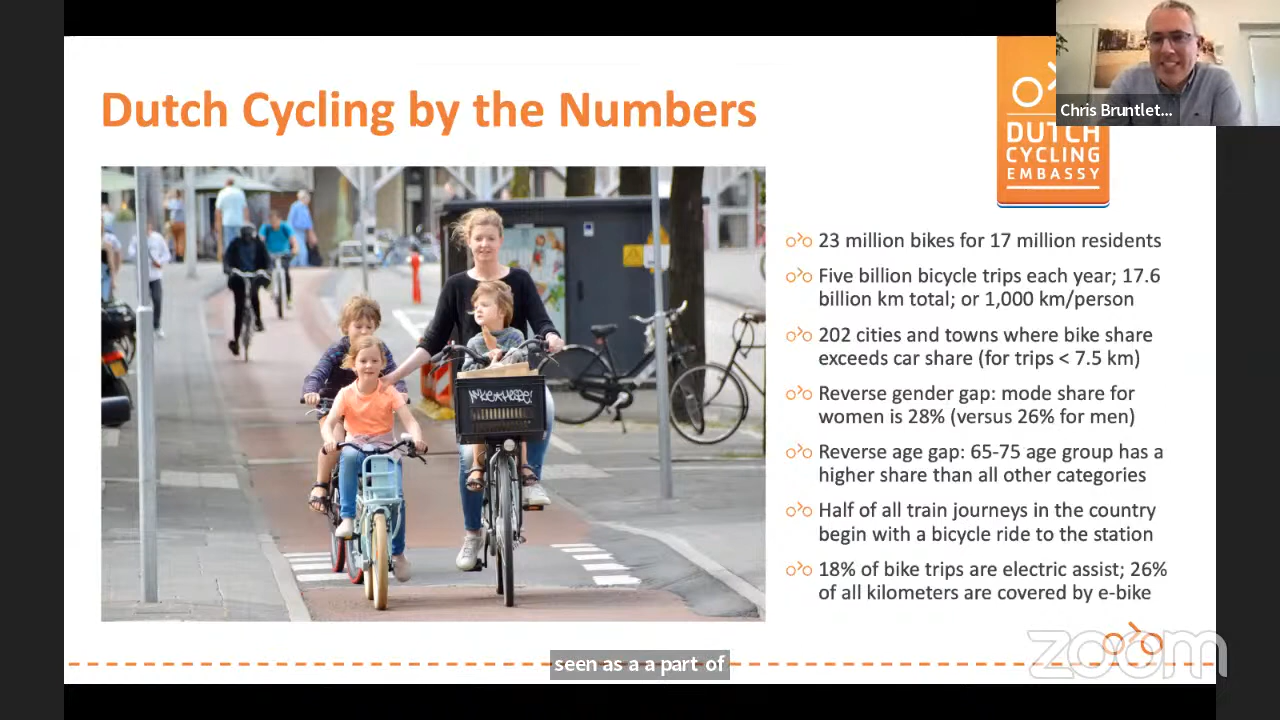 Dutch Cycling by the Numbers
Chris Bruntlet...
DUTCH
CYCLING
EMBASSY
23 million bikes for 17 million residents
Five billion bicycle trips each year; 17.6
billion km total; or 1,000 km/person
202 cities and towns where bike share
exceeds car share (for trips < 7.5 km)
Reverse gender gap: mode share for
women is 28% (versus 26% for men)
Reverse age gap: 65-75 age group has a
higher share than all other categories
Half of all train journeys in the country
begin with a bicycle ride to the station
18% of bike trips are electric assist; 26%
of all kilometers are covered by e-bike
zoom
seen as a a part of